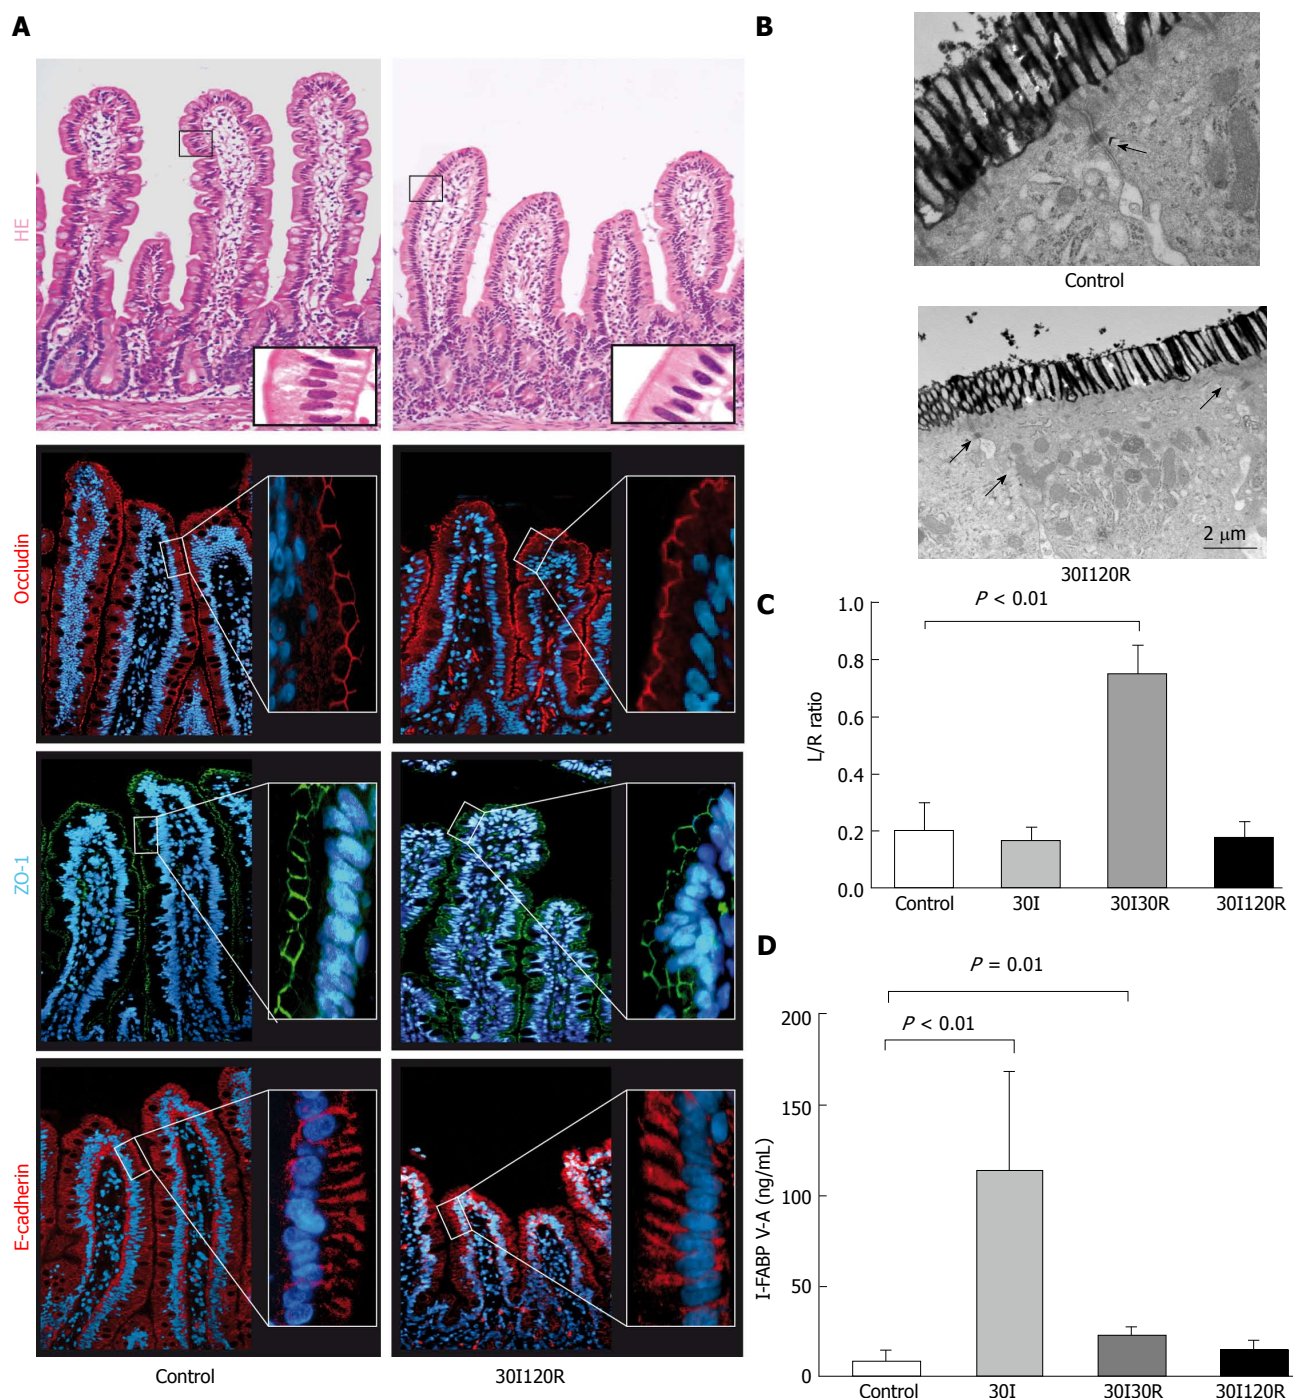 A
HE
Occludin
ZO-1
E-cadherin
Control
30I120R
B
Control
2 μm
30I120R
C
P < 0.01
L/R ratio
1.0
0.8
0.6
0.4
0.2
0.0
Control
30I
30I30R
30I120R
D
P = 0.01
P < 0.01
I-FABP V-A (ng/mL)
200
150
100
50
0
Control
30I
30I30R
30I120R